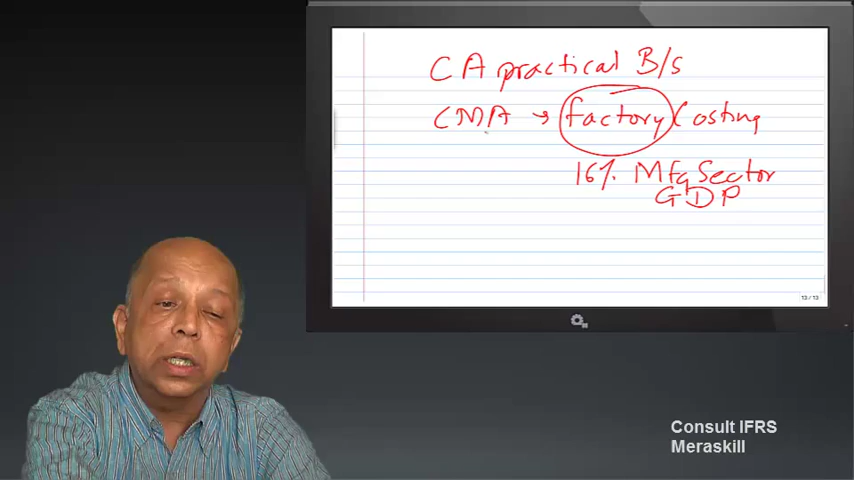 CA practical B/s
CMA → factory Costing
16%. Mfg Sector
GDP
13 / 13
Consult IFRS
Meraskill